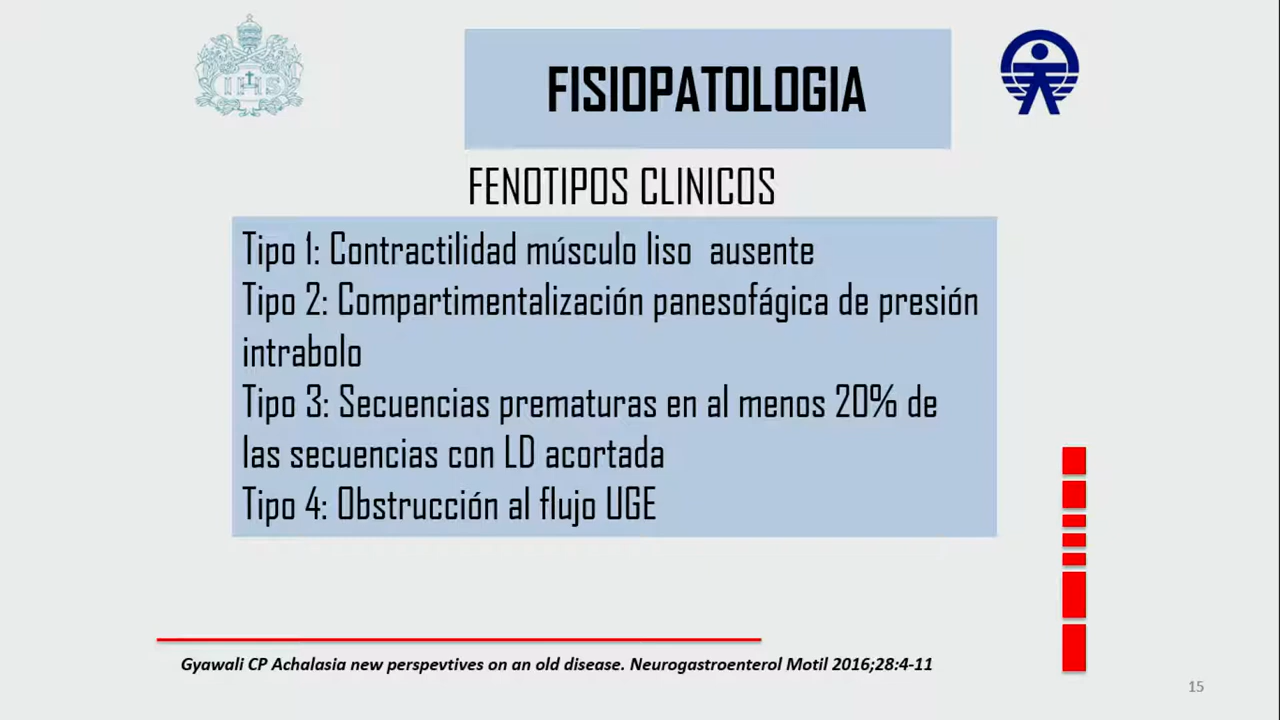 IHS
FISIOPATOLOGIA
FENOTIPOS CLINICOS
Tipo 1: Contractilidad músculo liso ausente
Tipo 2: Compartimentalización panesofágica de presión
intrabolo
Tipo 3: Secuencias prematuras en al menos 20% de
las secuencias con LD acortada
Tipo 4: Obstrucción al flujo UGE
Gyawali CP Achalasia new perspevtives on an old disease. Neurogastroenterol Motil 2016;28:4-11
15